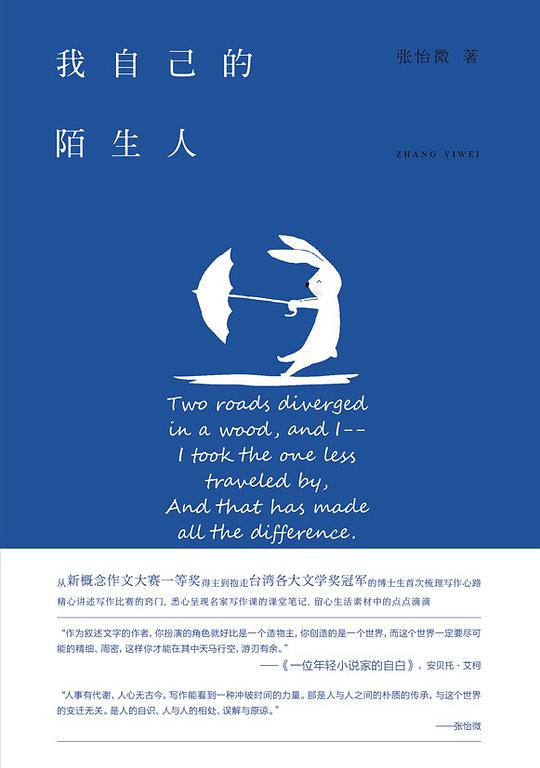 我自己的
张怡微 著
陌生人
ZHANG YIWEI
Two roads diverged
in a wood, and I--
I took the one less
traveled by,
And that has made
all the difference.
从新概念作文大赛一等奖得主到抱走台湾各大文学奖冠军的博士生首次梳理写作心路
精心讲述写作比赛的窍门，悉心呈现名家写作课的课堂笔记，留心生活素材中的点点滴滴
“作为叙述文字的作者，你扮演的角色就好比是一个造物主，你创造的是一个世界，而这个世界一定要尽可
能的精细、周密，这样你才能在其中天马行空，游刃有余。”
——《一位年轻小说家的自白》，安贝托·艾柯
“人事有代谢，人心无古今。写作能看到一种冲破时间的力量。那是人与人之间的朴质的传承，与这个世界
的变迁无关。是人的自识、人与人的相处、误解与原谅。”
——张怡微